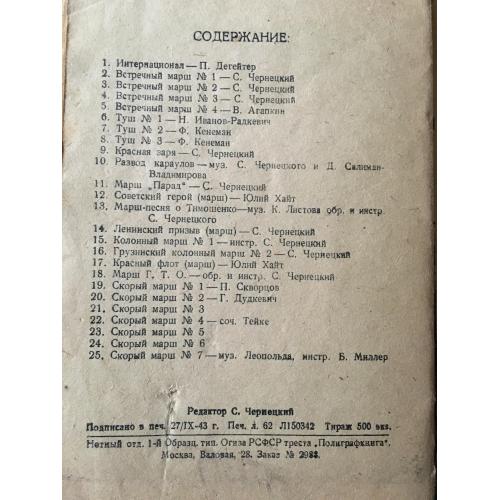 СОДЕРЖАНИЕ:
1. Интернационал — П. Дегейтер
2. Встречный марш № 1 — С. Чернецкий
3. Встречный марш № 2 — С. Чернецкий
4. Встречный марш № 3 — С. Чернецкий
5. Встречный марш № 4 — В. Агапкин
6. Туш № 1 — Н. Иванов-Радкевич
7. Туш № 2 — Ф. Кенеман
8. Туш № 3 — Ф. Кенеман
9. Красная заря — С. Чернецкий
10. Развод караулов — муз. С. Чернецкого и Д. Салиман-
Владимирова
11. Марш „Парад" — С. Чернецкий
12. Советский герой (марш) — Юлий Хайт
13. Марш-песня о Тимошенко — муз. К. Листова обр. и инстр.
С. Чернецкого
14. Ленинский призыв (марш) — С. Чернецкий
15. Колонный марш № 1 — инстр. С. Чернецкий
16. Грузинский колонный марш № 2 — С. Чернецкий
17. Красный флот (марш) — Юлий Хайт
18. Марш Г. Т. О. — обр. и инстр. С. Чернецкий
19. Скорый марш № 1 — П. Скворцов
20. Скорый марш № 2 — Г. Дудкевич
21. Скорый марш № 3
22. Скорый марш № 4 — соч. Тейке
23. Скорый марш № 5
24. Скорый марш № 6
25. Скорый марш № 7 — муз. Леопольда, инстр. Б. Миллер
Редактор С. Чернецкий
Подписано в печ. 27/IX-43 г. Печ. л. 62 Л150342 Тираж 500 экз.
Нотный отд. 1-й Образц. тип. Огиза РСФСР треста „Полиграфкнига".
Москва, Валовая, 28. Заказ № 2988.